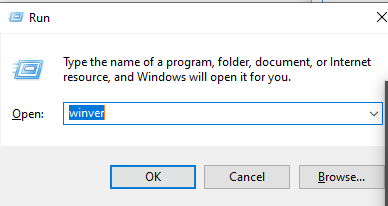 Run
Type the name of a program, folder, document, or Internet
resource, and Windows will open it for you.
Open: winver
OK Cancel Browse...